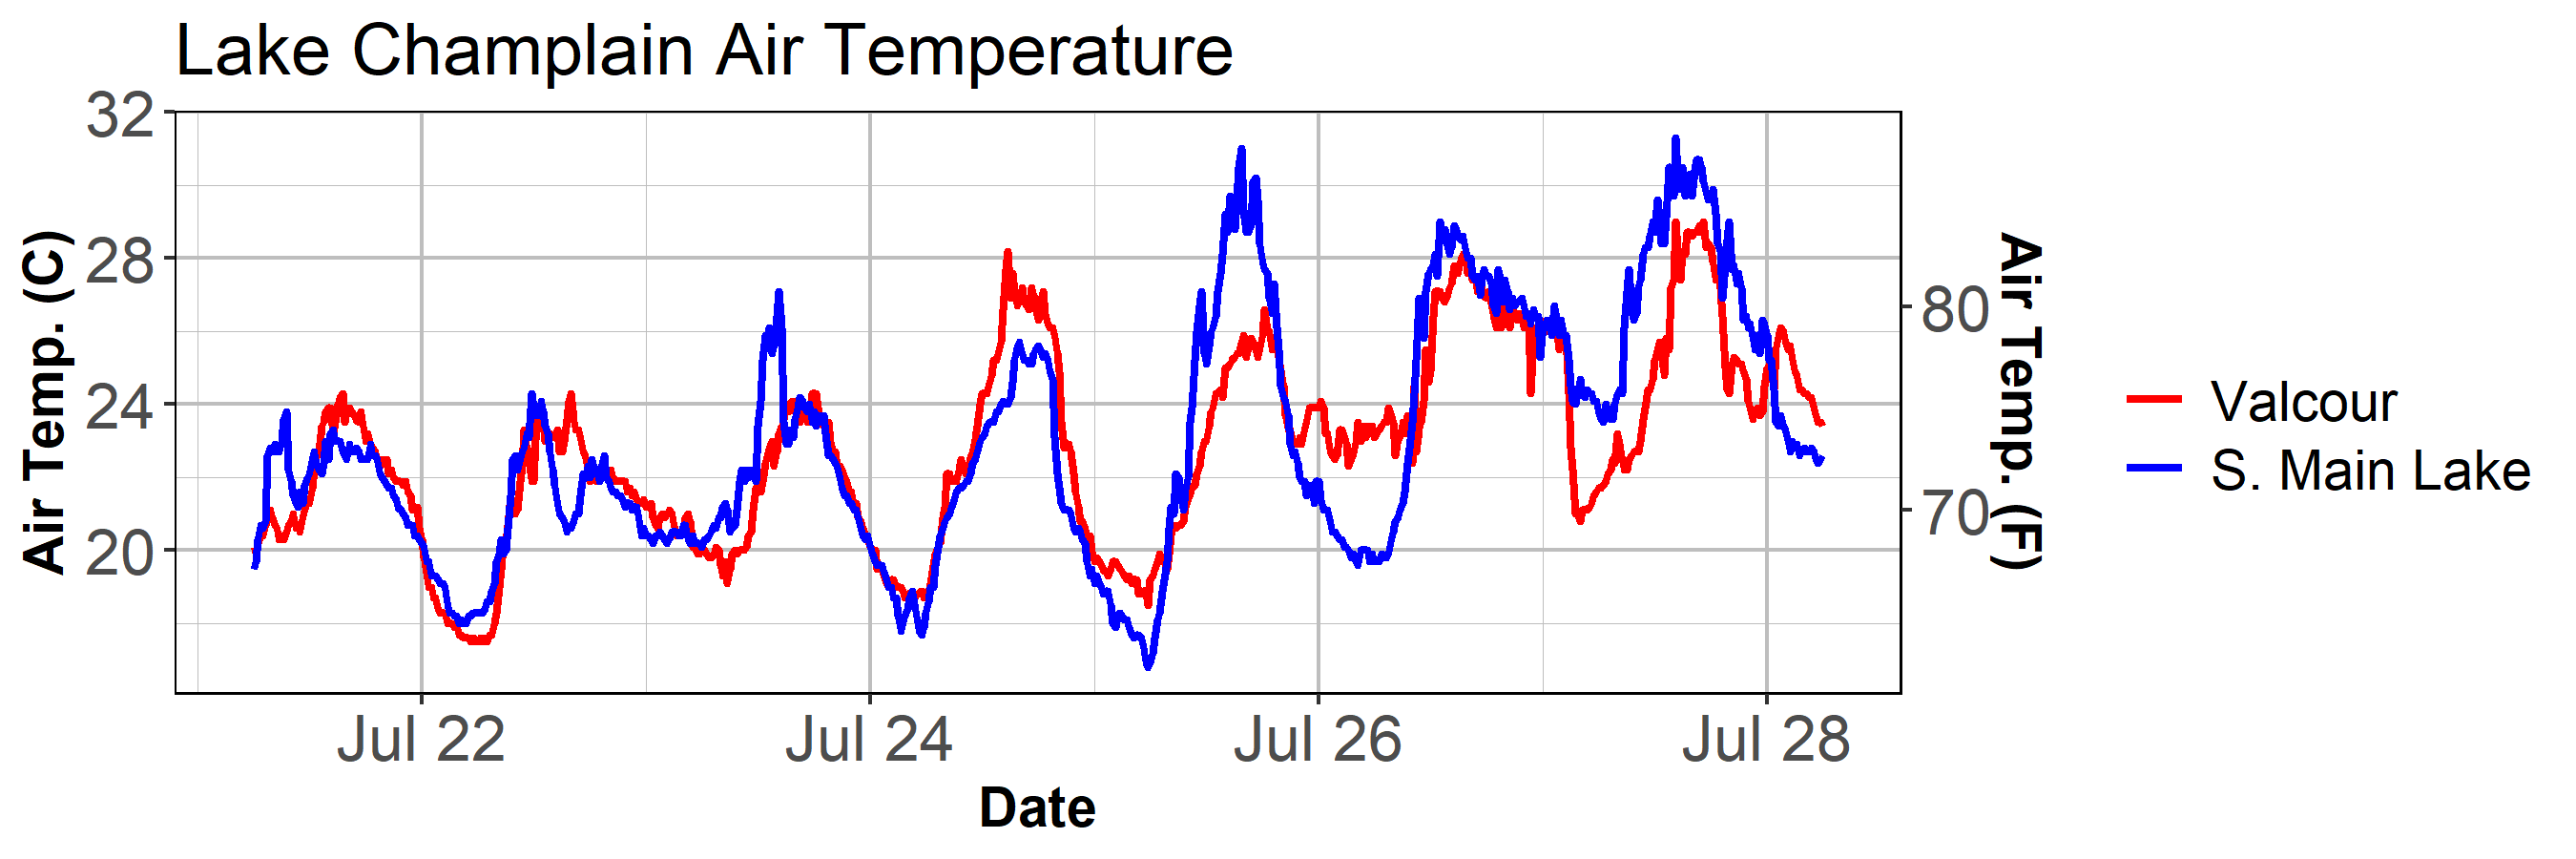 Lake Champlain Air Temperature
32
28
24
20
Air Temp. (C)
80
70
Air Temp. (F)
Jul 22
Jul 24
Jul 26
Jul 28
Date
Valcour
S. Main Lake